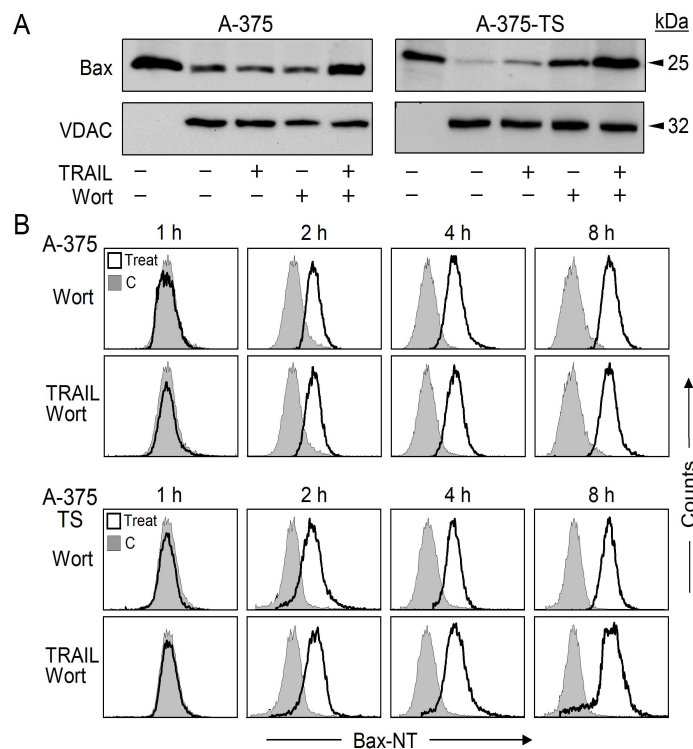 A
A-375
A-375-TS
kDa
Bax
25
VDAC
32
TRAIL – – + – + – – + – +
Wort – – – + + – – – + +
B
A-375
1 h 2 h 4 h 8 h
Treat
C
Wort
TRAIL
Wort
A-375
TS
1 h 2 h 4 h 8 h
Treat
C
Wort
TRAIL
Wort
Counts
Bax-NT